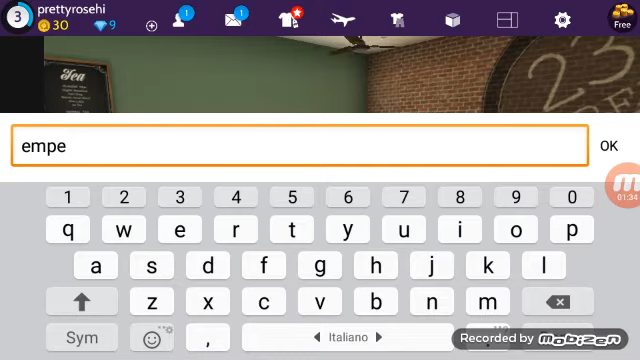 3
prettyrosehi
30
9
1
1
Free
Tea
23
empe
OK
01:34
1 2 3 4 5 6 7 8 9 0
q w e r t y u i o p
a s d f g h j k l
z x c v b n m
Sym , Italiano
Recorded by MOBIZEN